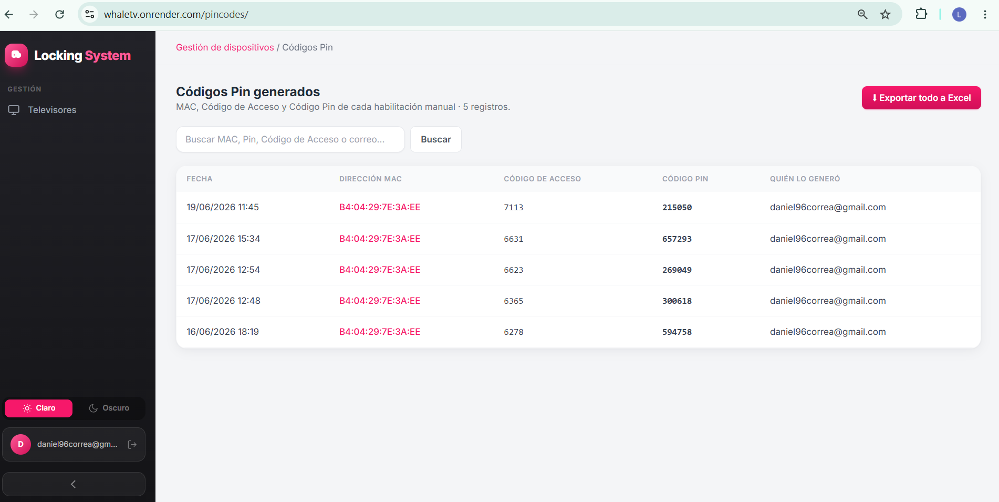 whaletv.onrender.com/pincodes/
L
Locking System
GESTIÓN
Televisores
Claro
Oscuro
D
daniel96correa@gm...
Gestión de dispositivos / Códigos Pin
Códigos Pin generados
MAC, Código de Acceso y Código Pin de cada habilitación manual · 5 registros.
⬇ Exportar todo a Excel
Buscar MAC, Pin, Código de Acceso o correo...
Buscar
FECHA DIRECCIÓN MAC CÓDIGO DE ACCESO CÓDIGO PIN QUIÉN LO GENERÓ
19/06/2026 11:45 B4:04:29:7E:3A:EE 7113 215050 daniel96correa@gmail.com
17/06/2026 15:34 B4:04:29:7E:3A:EE 6631 657293 daniel96correa@gmail.com
17/06/2026 12:54 B4:04:29:7E:3A:EE 6623 269049 daniel96correa@gmail.com
17/06/2026 12:48 B4:04:29:7E:3A:EE 6365 300618 daniel96correa@gmail.com
16/06/2026 18:19 B4:04:29:7E:3A:EE 6278 594758 daniel96correa@gmail.com